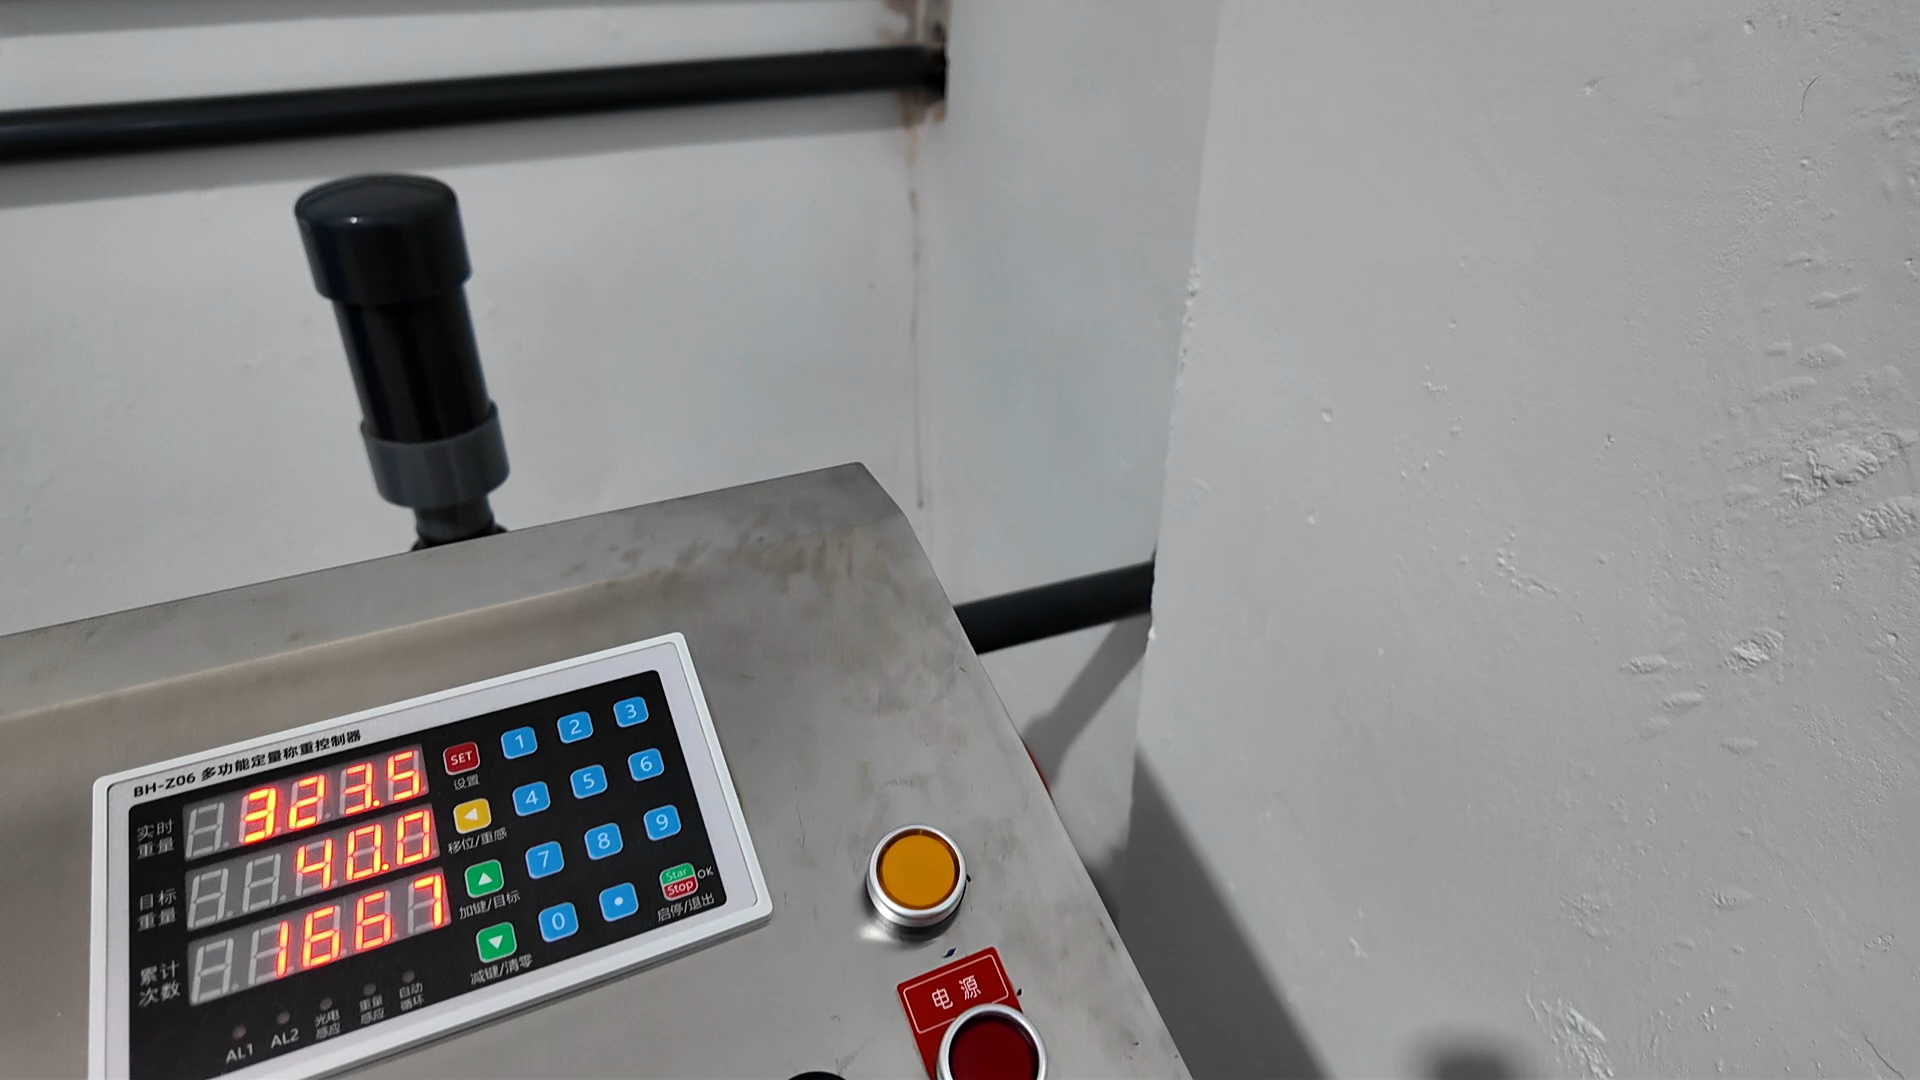 BH-Z06 多功能定量称重控制器
实时
重量
323.5
目标
重量
40.0
累计
次数
1667
SET
设置
移位/重感
加键/目标
减键/清零
1
2
3
4
5
6
7
8
9
0
Star
Stop
OK
启停/退出
AL1
AL2
光电
感应
重量
感应
自动
循环
电源